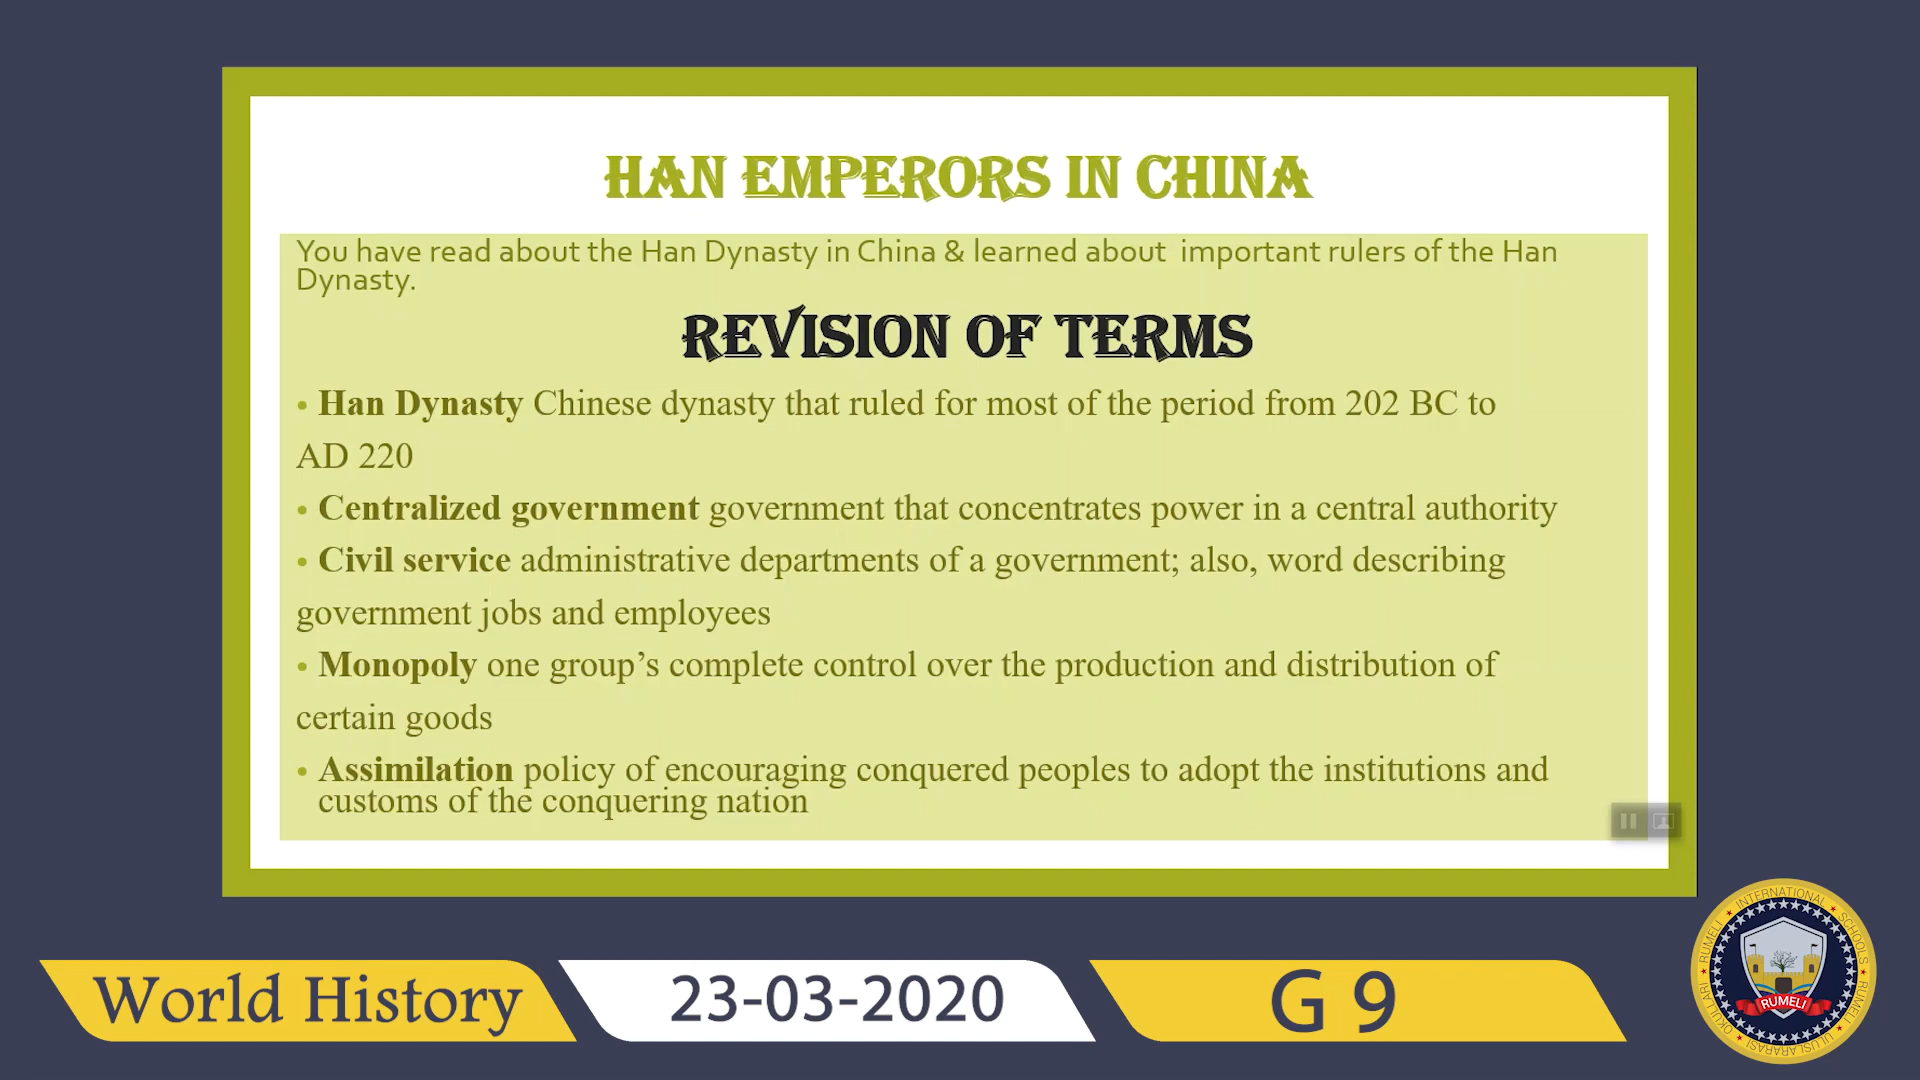 HAN EMPERORS IN CHINA
You have read about the Han Dynasty in China & learned about important rulers of the Han
Dynasty.
REVISION OF TERMS
• Han Dynasty Chinese dynasty that ruled for most of the period from 202 BC to
AD 220
• Centralized government government that concentrates power in a central authority
• Civil service administrative departments of a government; also, word describing
government jobs and employees
• Monopoly one group’s complete control over the production and distribution of
certain goods
• Assimilation policy of encouraging conquered peoples to adopt the institutions and
customs of the conquering nation
World History
23-03-2020
G 9
RUMELI INTERNATIONAL SCHOOLS
RUMELI ULUSLARARASI OKULLARI
RUMELI